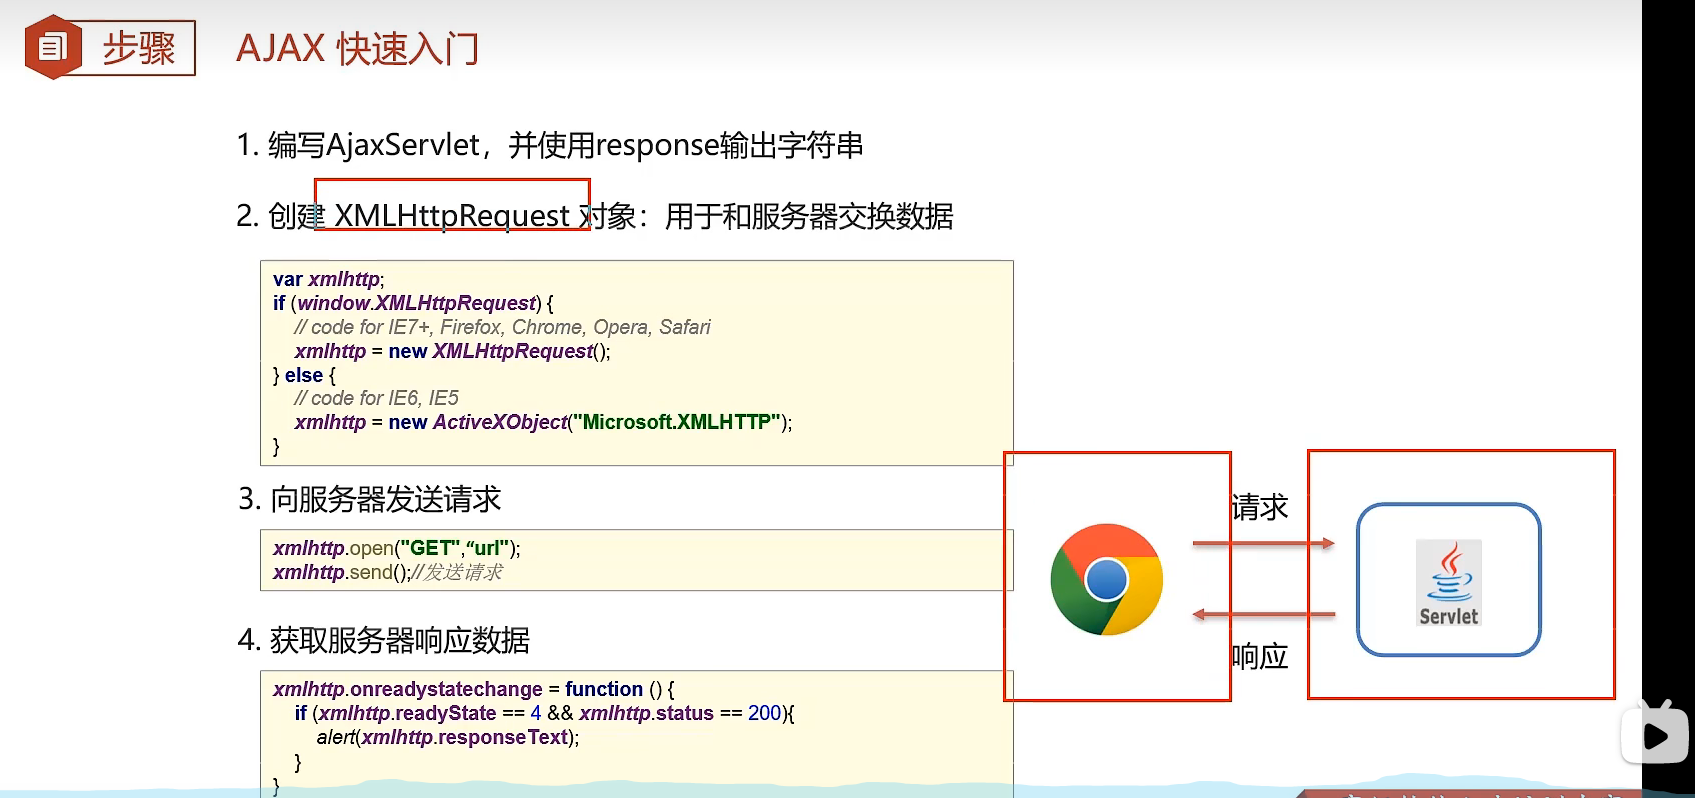 步骤
AJAX 快速入门
1. 编写AjaxServlet，并使用response输出字符串
2. 创建 XMLHttpRequest 对象：用于和服务器交换数据
var xmlhttp;
if (window.XMLHttpRequest) {
// code for IE7+, Firefox, Chrome, Opera, Safari
xmlhttp = new XMLHttpRequest();
} else {
// code for IE6, IE5
xmlhttp = new ActiveXObject("Microsoft.XMLHTTP");
}
3. 向服务器发送请求
xmlhttp.open("GET",“url");
xmlhttp.send();//发送请求
4. 获取服务器响应数据
xmlhttp.onreadystatechange = function () {
if (xmlhttp.readyState == 4 && xmlhttp.status == 200){
alert(xmlhttp.responseText);
}
}
请求
Servlet
响应